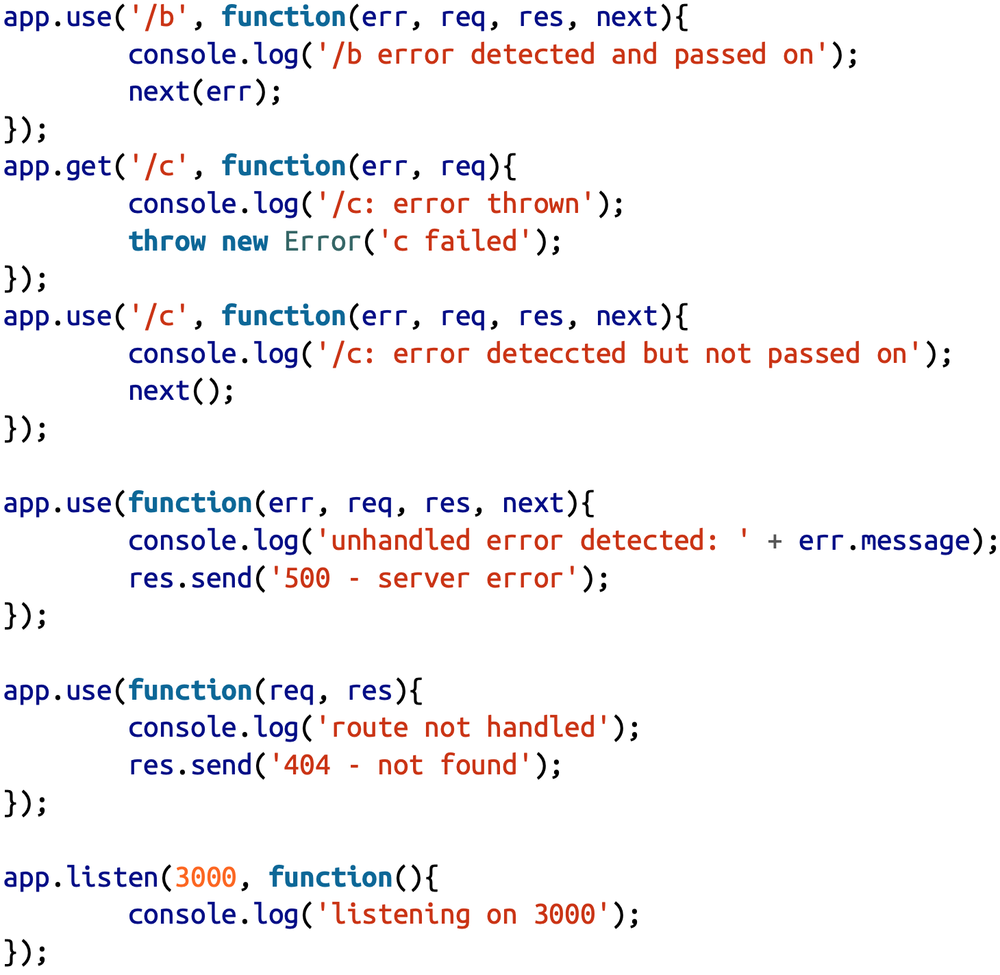 app.use('/b', function(err, req, res, next){
        console.log('/b error detected and passed on');
        next(err);
});
app.get('/c', function(err, req){
        console.log('/c: error thrown');
        throw new Error('c failed');
});
app.use('/c', function(err, req, res, next){
        console.log('/c: error deteccted but not passed on');
        next();
});

app.use(function(err, req, res, next){
        console.log('unhandled error detected: ' + err.message);
        res.send('500 - server error');
});

app.use(function(req, res){
        console.log('route not handled');
        res.send('404 - not found');
});

app.listen(3000, function(){
        console.log('listening on 3000');
});